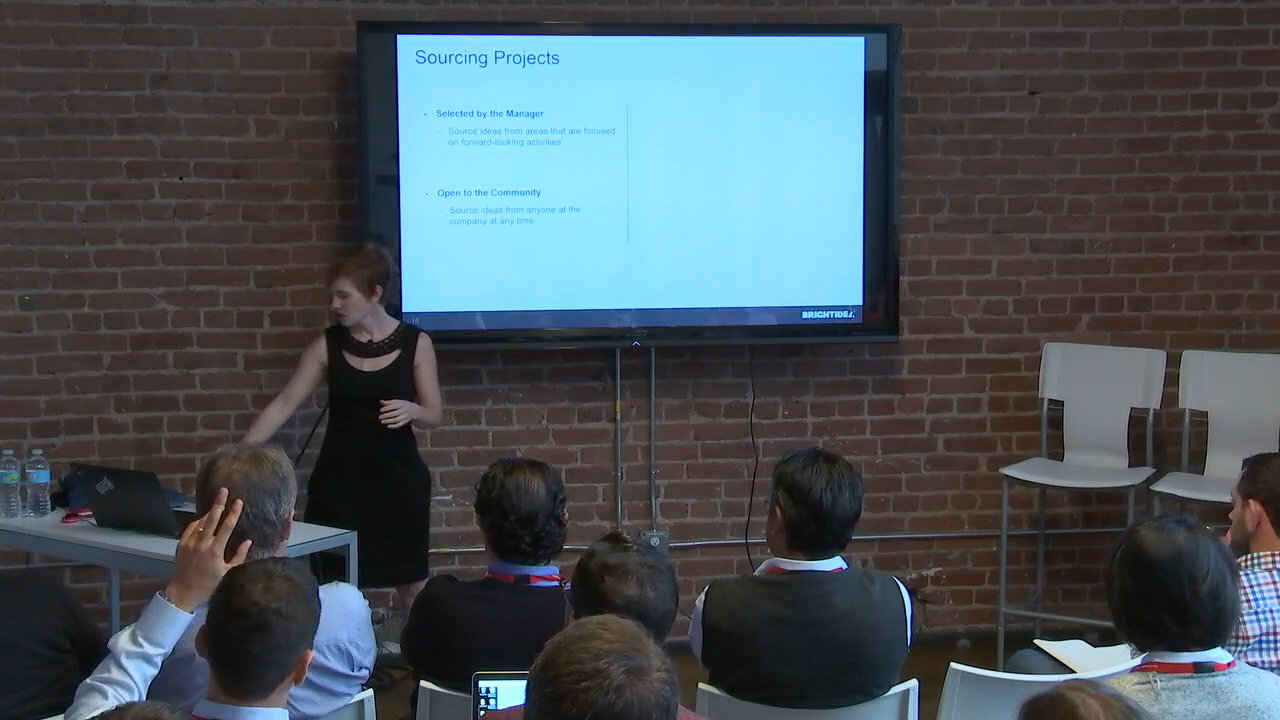 Sourcing Projects
- Selected by the Manager
- Source ideas from areas that are focused
on forward-looking activities
- Open to the Community
- Source ideas from anyone at the
company at any time
16
BRIGHTIDEA